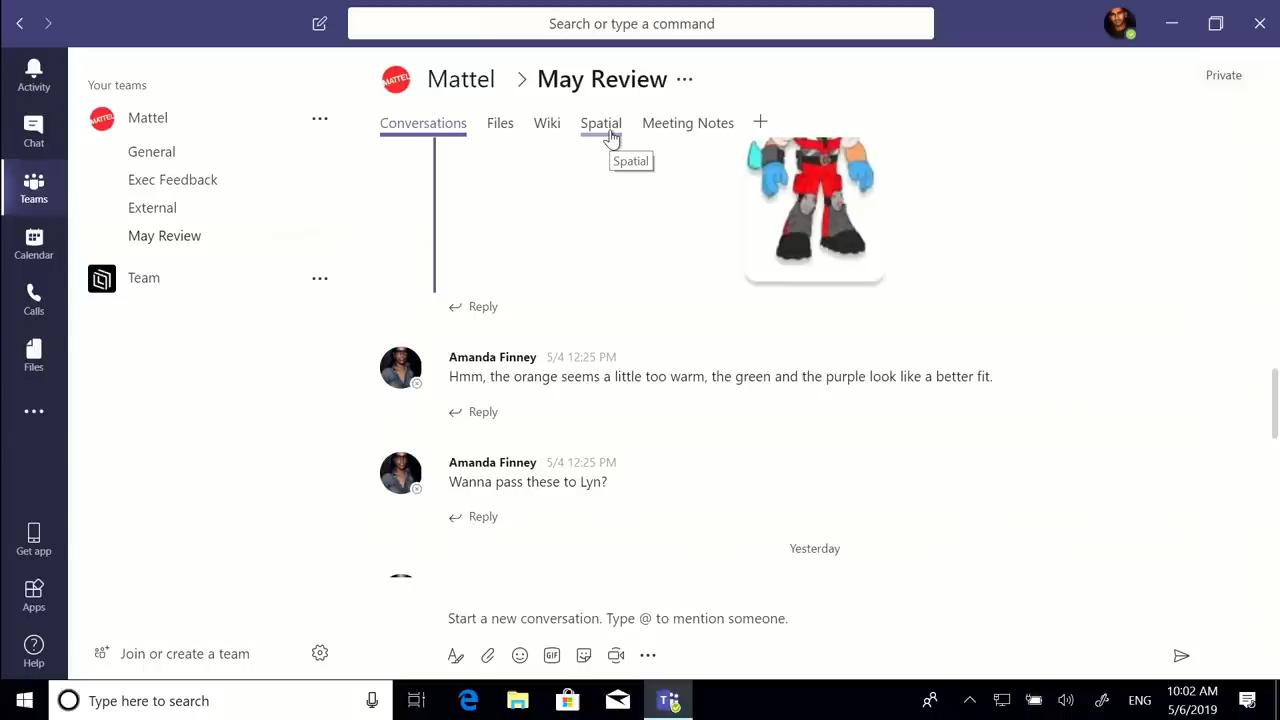 Search or type a command
Activity
Chat
Teams
Calendar
Calls
Files
Get app
Apps
Help
Your teams
MATTEL
Mattel
General
Exec Feedback
External
May Review
Team
Join or create a team
MATTEL
Mattel > May Review
Private
Conversations
Files
Wiki
Spatial
Meeting Notes
Spatial
Reply
Amanda Finney 5/4 12:25 PM
Hmm, the orange seems a little too warm, the green and the purple look like a better fit.
Reply
Amanda Finney 5/4 12:25 PM
Wanna pass these to Lyn?
Reply
Yesterday
Start a new conversation. Type @ to mention someone.
GIF
Type here to search
ENG
10:02 AM
5/6/2019